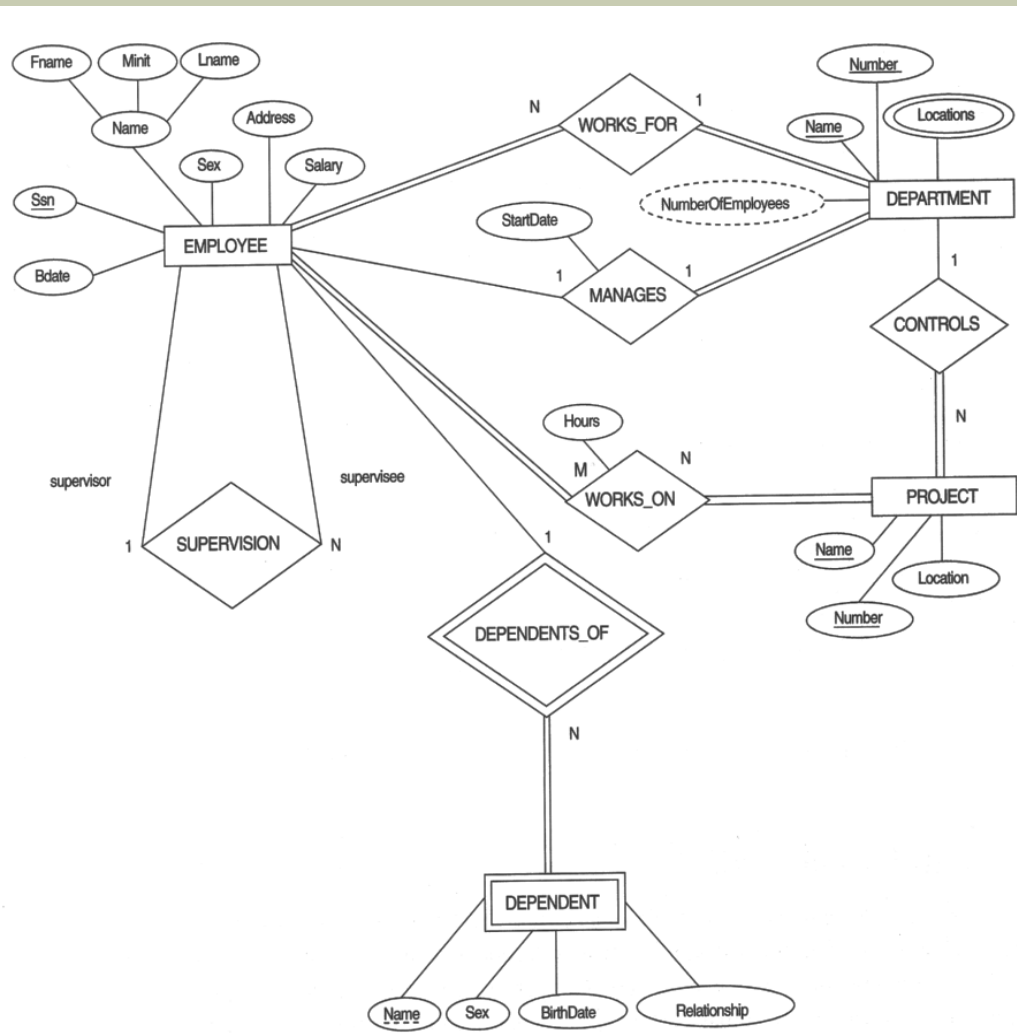 Fname
Minit
Lname
Number
Name
Address
N
WORKS_FOR
1
Name
Locations
Sex
Salary
Ssn
NumberOfEmployees
DEPARTMENT
StartDate
EMPLOYEE
Bdate
1
MANAGES
1
1
CONTROLS
Hours
N
supervisor
supervisee
M
N
WORKS_ON
PROJECT
1
SUPERVISION
N
1
Name
Location
Number
DEPENDENTS_OF
N
DEPENDENT
Name
Sex
BirthDate
Relationship